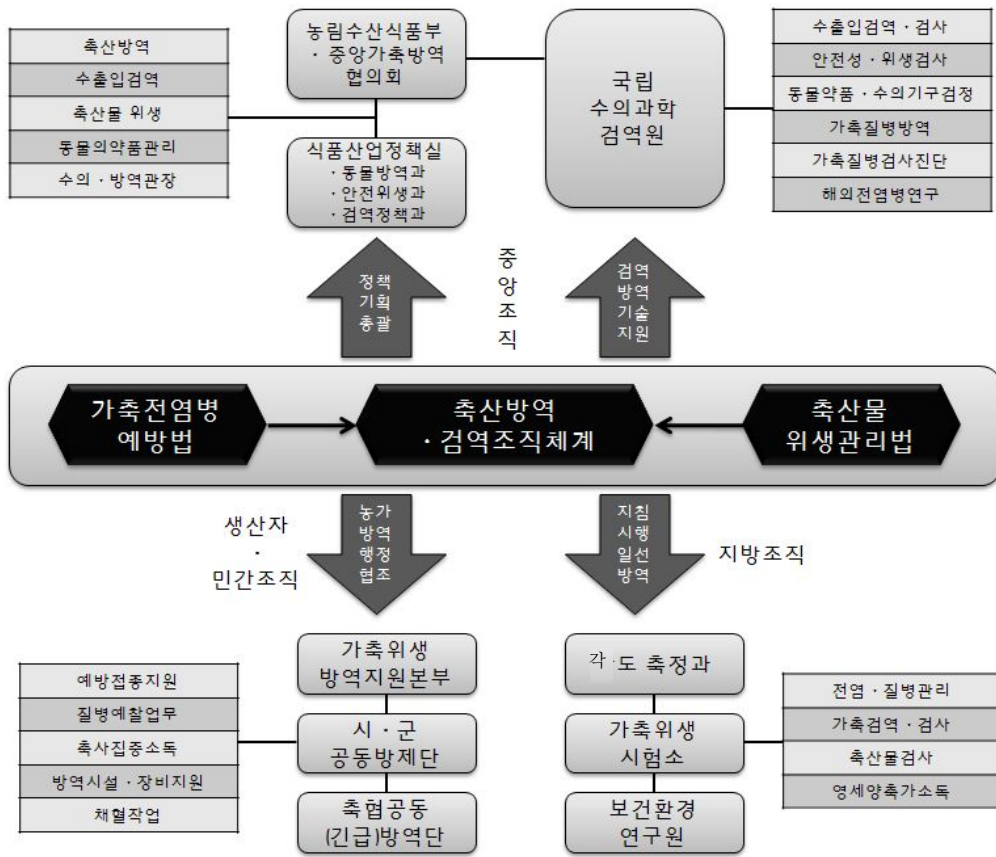 축산방역
수출입검역
축산물 위생
동물의약품관리
수의·방역관장
농림수산식품부
·중앙가축방역
협의회
식품산업정책실
·동물방역과
·안전위생과
·검역정책과
국립
수의과학
검역원
수출입검역·검사
안전성·위생검사
동물약품·수의기구검정
가축질병방역
가축질병검사진단
해외전염병연구
정책
기획
총괄
중
앙
조
직
검역
방역
기술
지원
가축전염병
예방법
축산방역
·검역조직체계
축산물
위생관리법
생산자
·
민간조직
농가
방역
행정
협조
지침
시행
일선
방역
지방조직
예방접종지원
질병예찰업무
축사집중소독
방역시설·장비지원
채혈작업
가축위생
방역지원본부
시·군
공동방제단
축협공동
(긴급)방역단
각·도 축정과
가축위생
시험소
보건환경
연구원
전염·질병관리
가축검역·검사
축산물검사
영세양축가소독